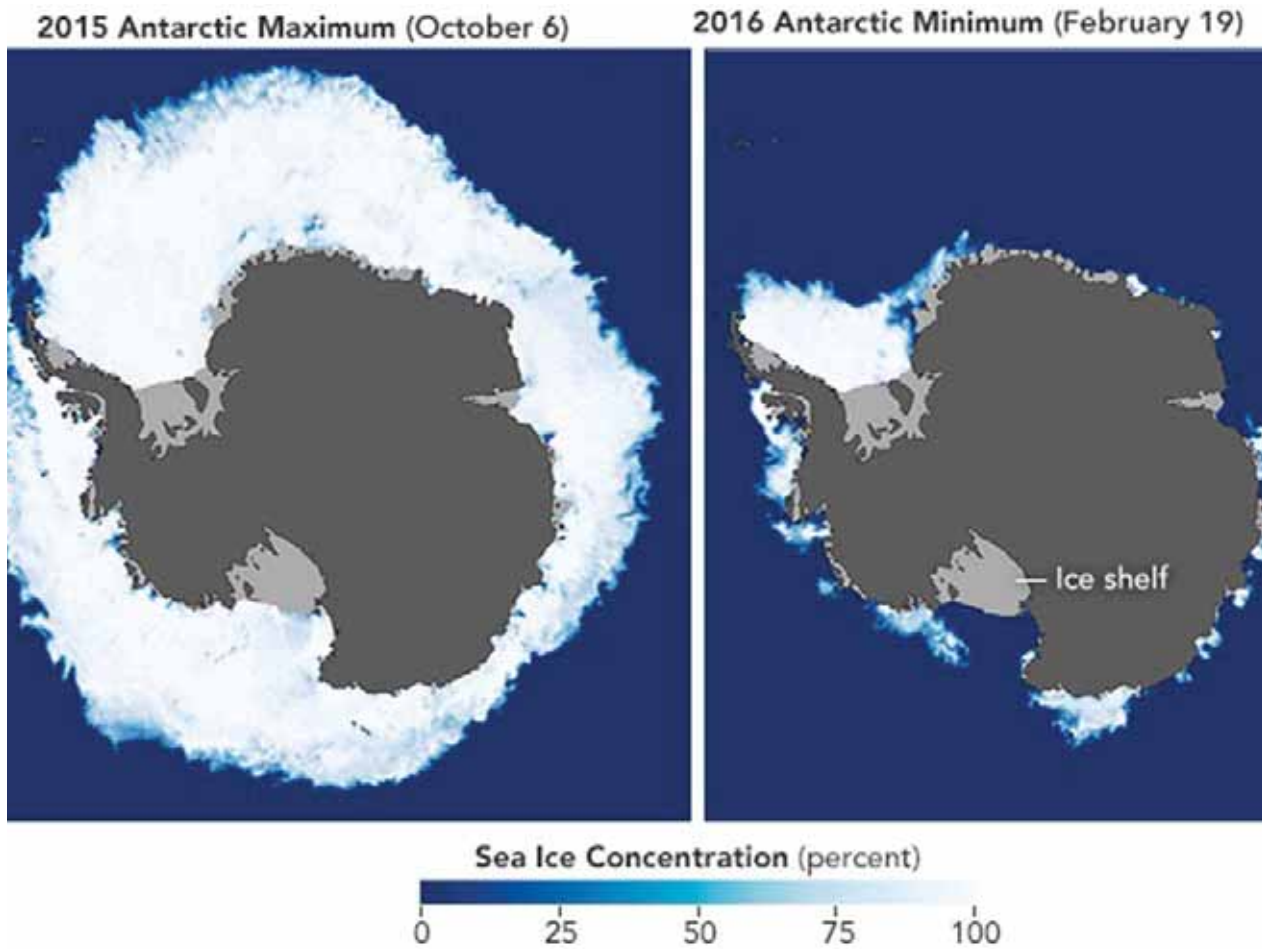 2015 Antarctic Maximum (October 6)
2016 Antarctic Minimum (February 19)
Ice shelf
Sea Ice Concentration (percent)
0 25 50 75 100